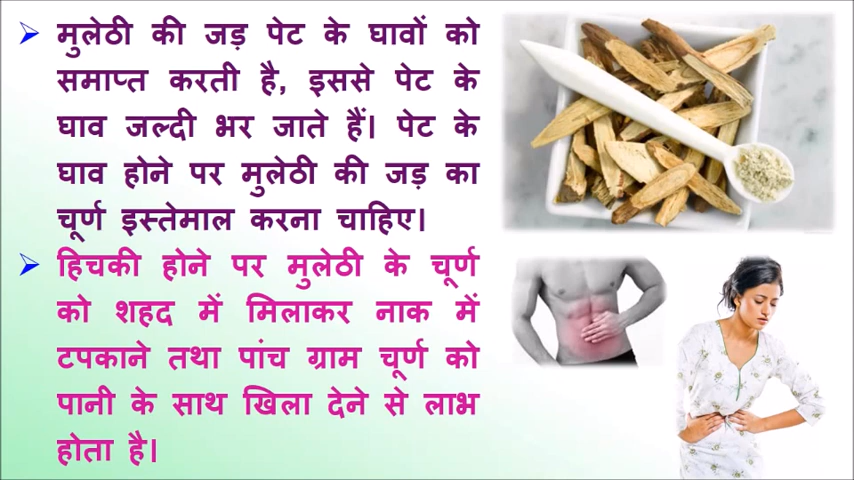 मुलेठी की जड़ पेट के घावों को
समाप्त करती है, इससे पेट के
घाव जल्दी भर जाते हैं। पेट के
घाव होने पर मुलेठी की जड़ का
चूर्ण इस्तेमाल करना चाहिए।
हिचकी होने पर मुलेठी के चूर्ण
को शहद में मिलाकर नाक में
टपकाने तथा पांच ग्राम चूर्ण को
पानी के साथ खिला देने से लाभ
होता है।